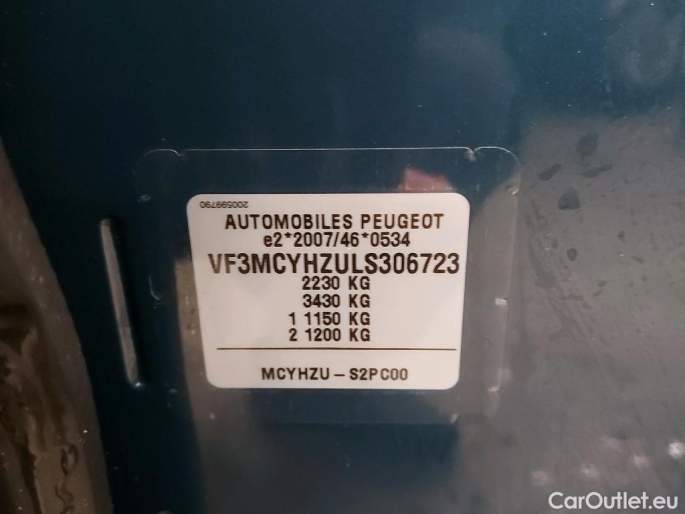 200599790
AUTOMOBILES PEUGEOT
e2*2007/46*0534
VF3MCYHZULS306723
2230 KG
3430 KG
1 1150 KG
2 1200 KG
MCYHZU – S2PC00
CarOutlet.eu